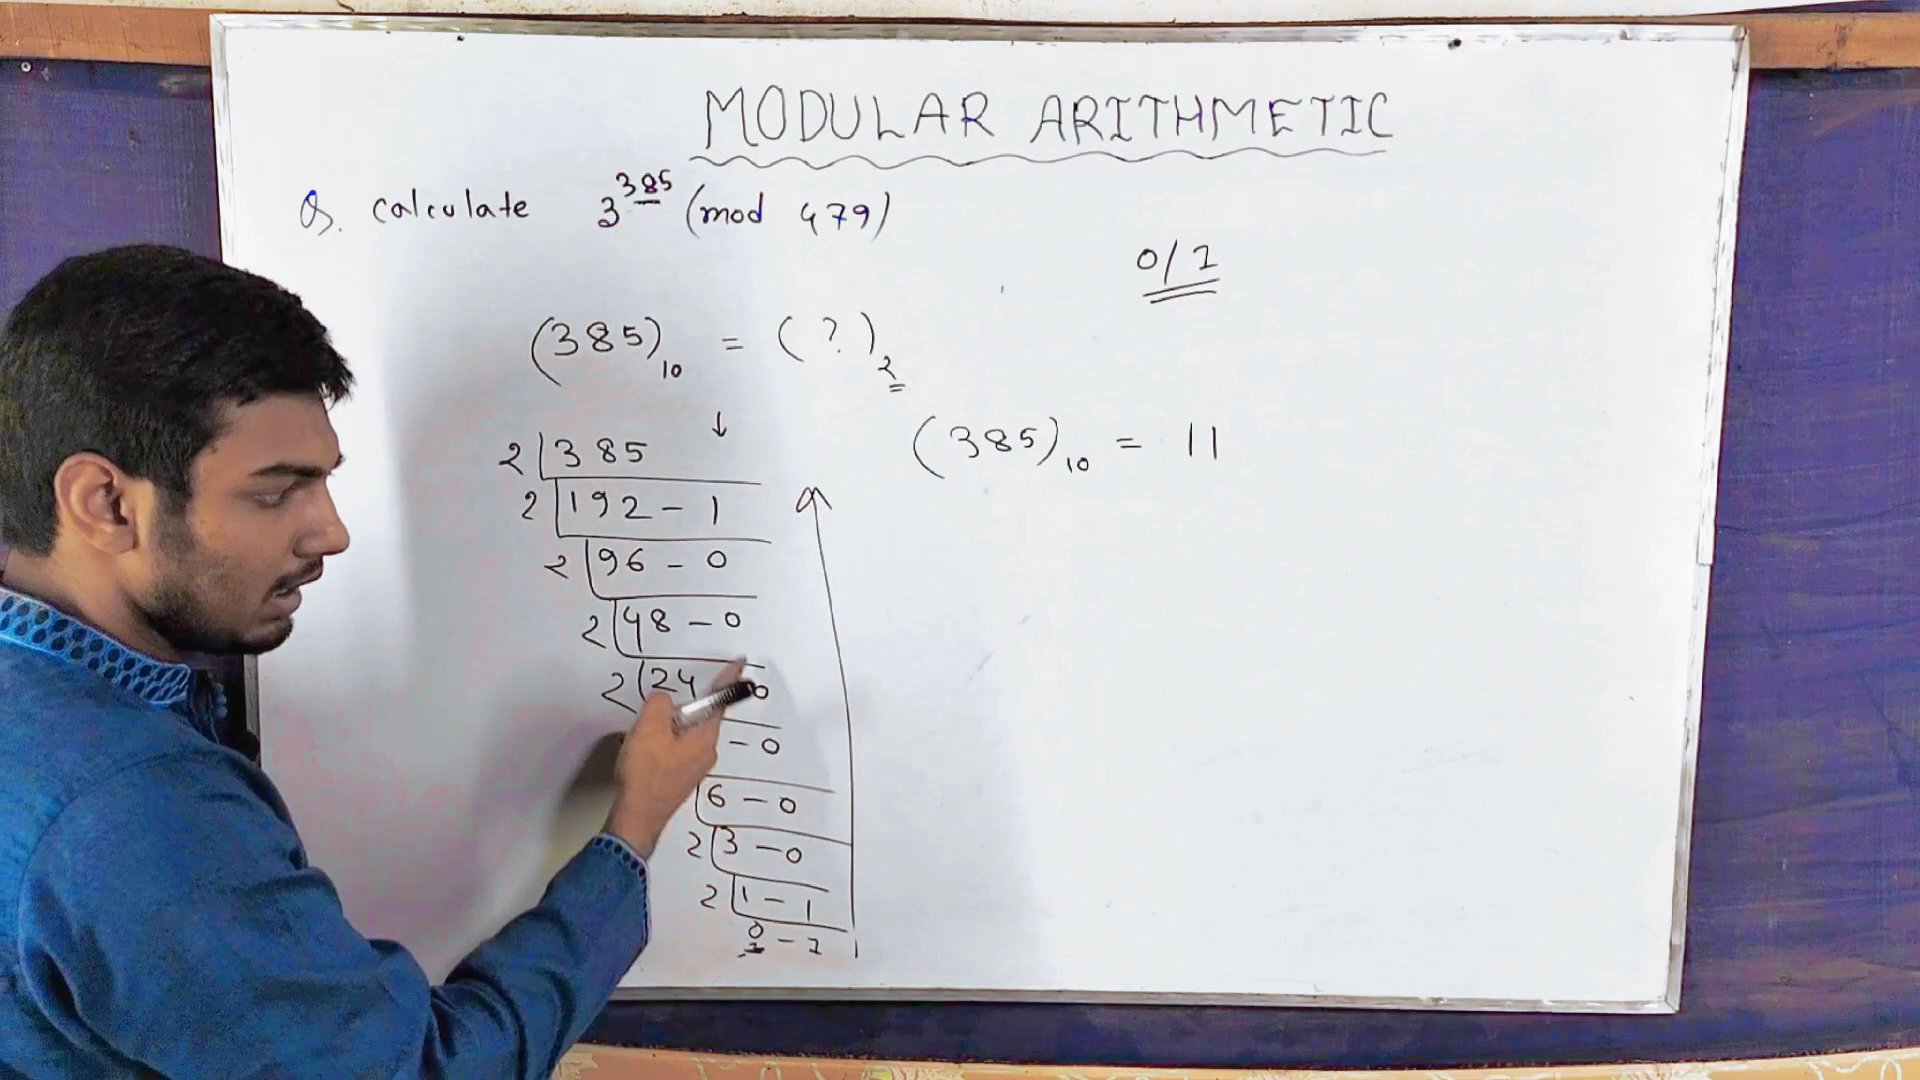 MODULAR ARITHMETIC
Q. calculate 3^385 (mod 479)
0/1
(385)10 = (?)2
↓
(385)10 = 11
2 | 385
2 | 192 - 1
2 | 96 - 0
2 | 48 - 0
2 | 24 0
- 0
6 - 0
2 | 3 - 0
2 | 1 - 1
0 - 1